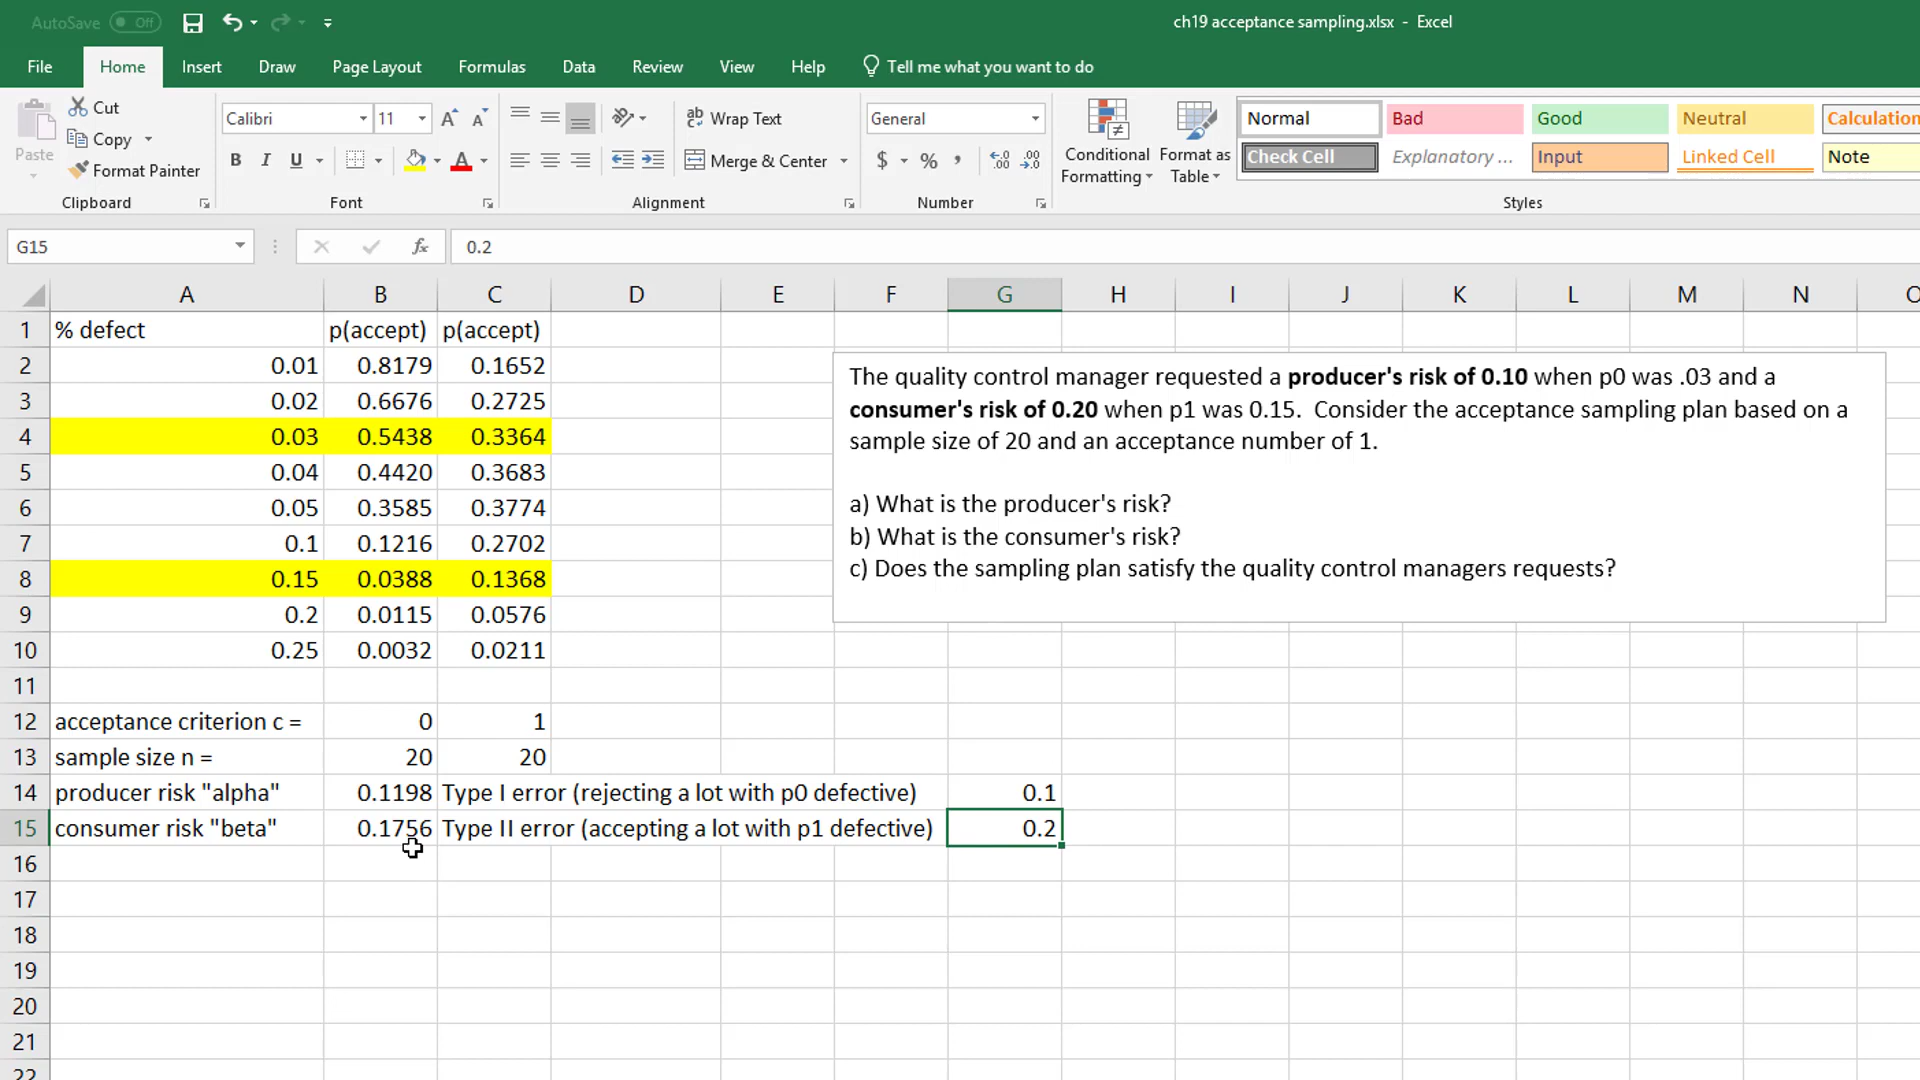 AutoSave Off
ch19 acceptance sampling.xlsx - Excel
File Home Insert Draw Page Layout Formulas Data Review View Help Tell me what you want to do
Paste
Cut
Copy
Format Painter
Clipboard
Calibri 11
B I U
Font
Wrap Text
Merge & Center
Alignment
General
$ % ,
Number
Conditional Formatting
Format as Table
Normal Bad Good Neutral Calculation
Check Cell Explanatory ... Input Linked Cell Note
Styles
G15 fx 0.2
A B C D E F G H I J K L M N O
1 % defect p(accept) p(accept)
2 0.01 0.8179 0.1652
3 0.02 0.6676 0.2725
4 0.03 0.5438 0.3364
5 0.04 0.4420 0.3683
6 0.05 0.3585 0.3774
7 0.1 0.1216 0.2702
8 0.15 0.0388 0.1368
9 0.2 0.0115 0.0576
10 0.25 0.0032 0.0211
11
12 acceptance criterion c = 0 1
13 sample size n = 20 20
14 producer risk "alpha" 0.1198 Type I error (rejecting a lot with p0 defective) 0.1
15 consumer risk "beta" 0.1756 Type II error (accepting a lot with p1 defective) 0.2
16
17
18
19
20
21
22
The quality control manager requested a producer's risk of 0.10 when p0 was .03 and a
consumer's risk of 0.20 when p1 was 0.15. Consider the acceptance sampling plan based on a
sample size of 20 and an acceptance number of 1.
a) What is the producer's risk?
b) What is the consumer's risk?
c) Does the sampling plan satisfy the quality control managers requests?